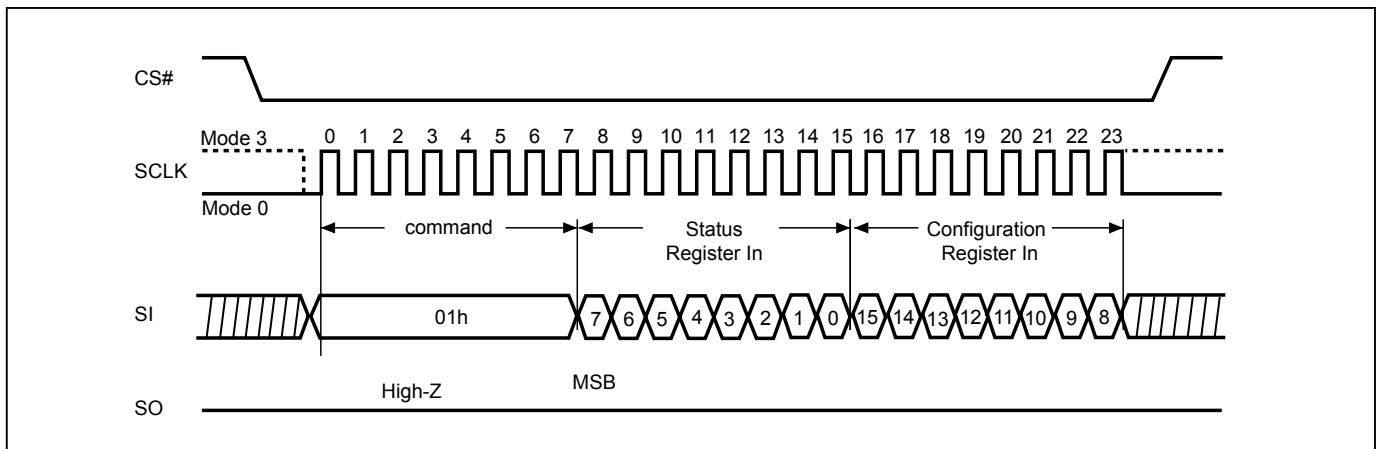 CS#
Mode 3
0 1 2 3 4 5 6 7 8 9 10 11 12 13 14 15 16 17 18 19 20 21 22 23
SCLK
Mode 0
command
Status
Register In
Configuration
Register In
SI
01h
7 6 5 4 3 2 1 0 15 14 13 12 11 10 9 8
High-Z
MSB
SO